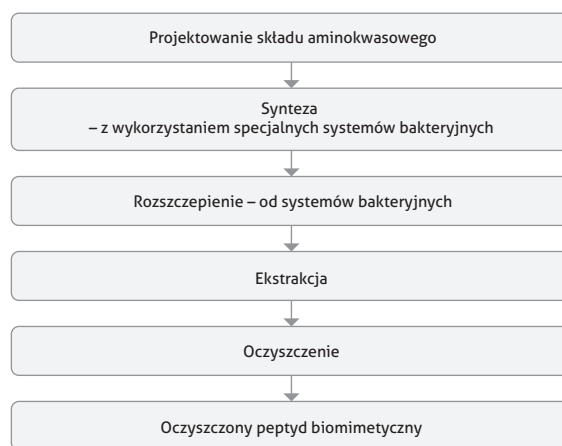 Projektowanie składu aminokwasowego
Synteza
– z wykorzystaniem specjalnych systemów bakteryjnych
Rozszczepienie – od systemów bakteryjnych
Ekstrakcja
Oczyszczenie
Oczyszczony peptyd biomimetyczny